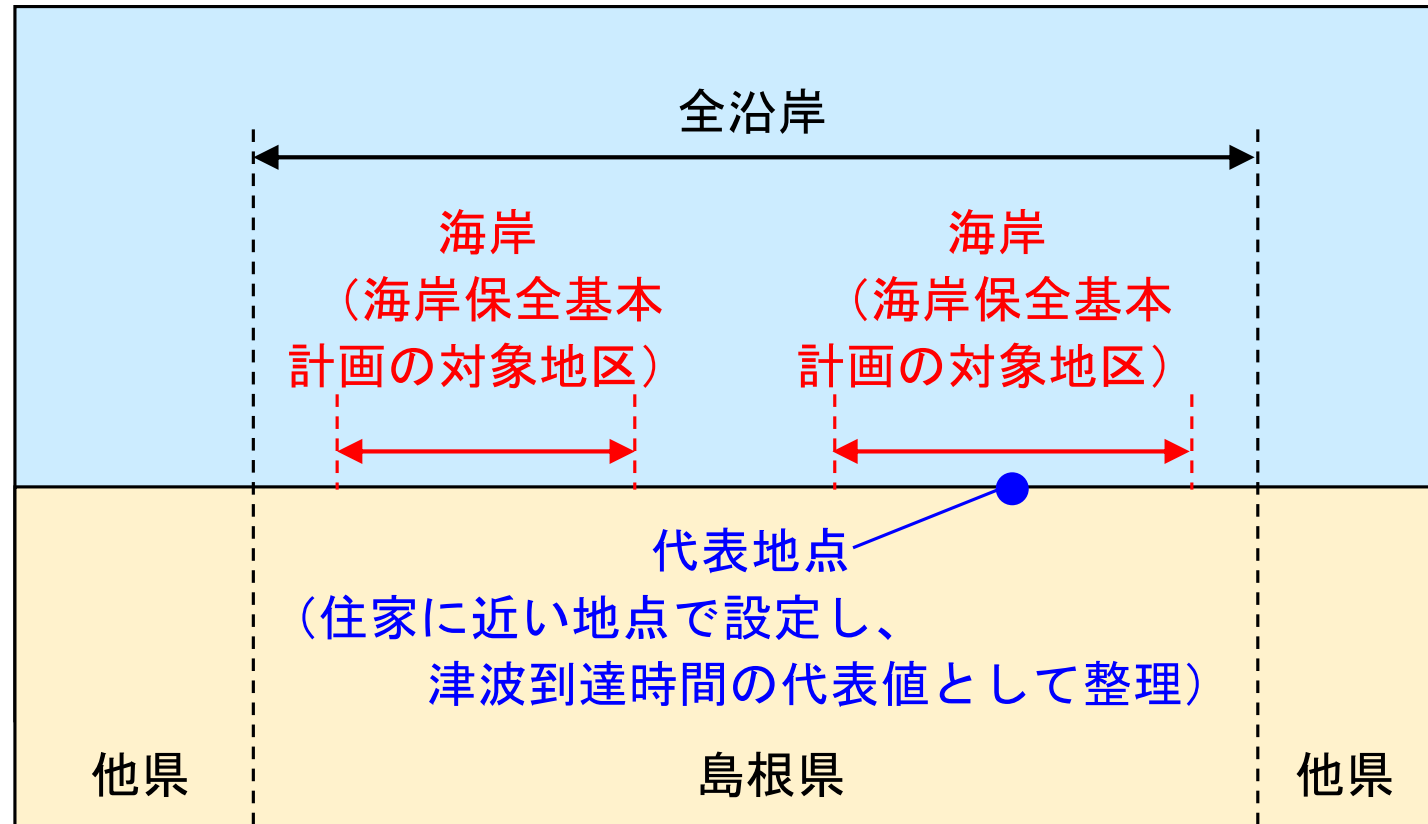 全沿岸
海岸
（海岸保全基本
計画の対象地区）
海岸
（海岸保全基本
計画の対象地区）
代表地点
（住家に近い地点で設定し、
津波到達時間の代表値として整理）
他県
島根県
他県